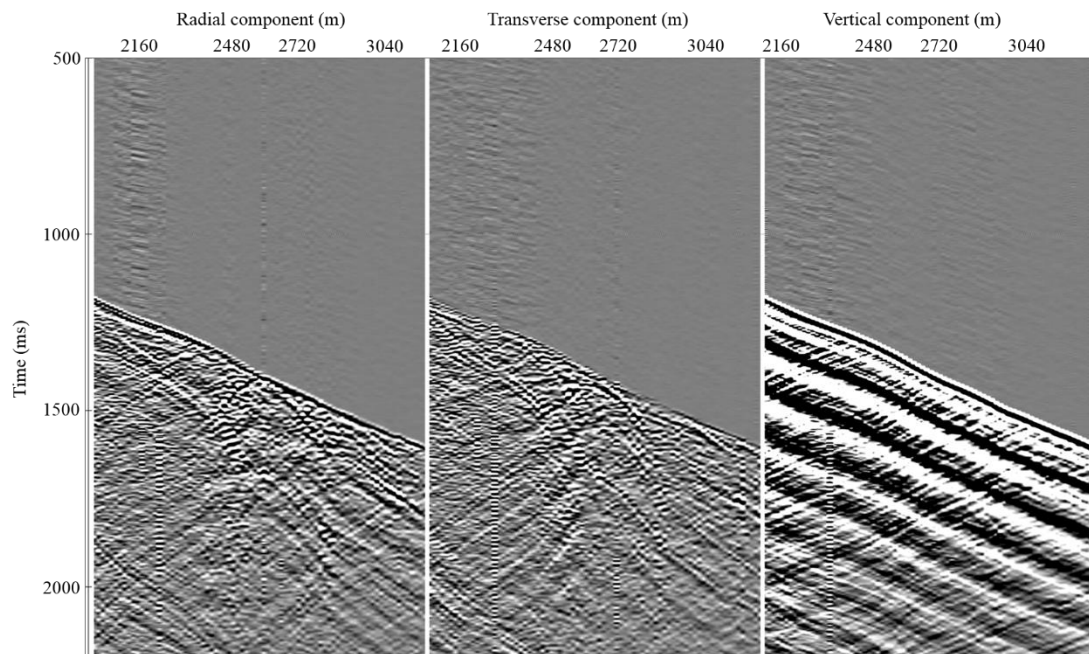 Radial component (m) Transverse component (m) Vertical component (m)
2160 2480 2720 3040 2160 2480 2720 3040 2160 2480 2720 3040
500
1000
Time (ms)
1500
2000